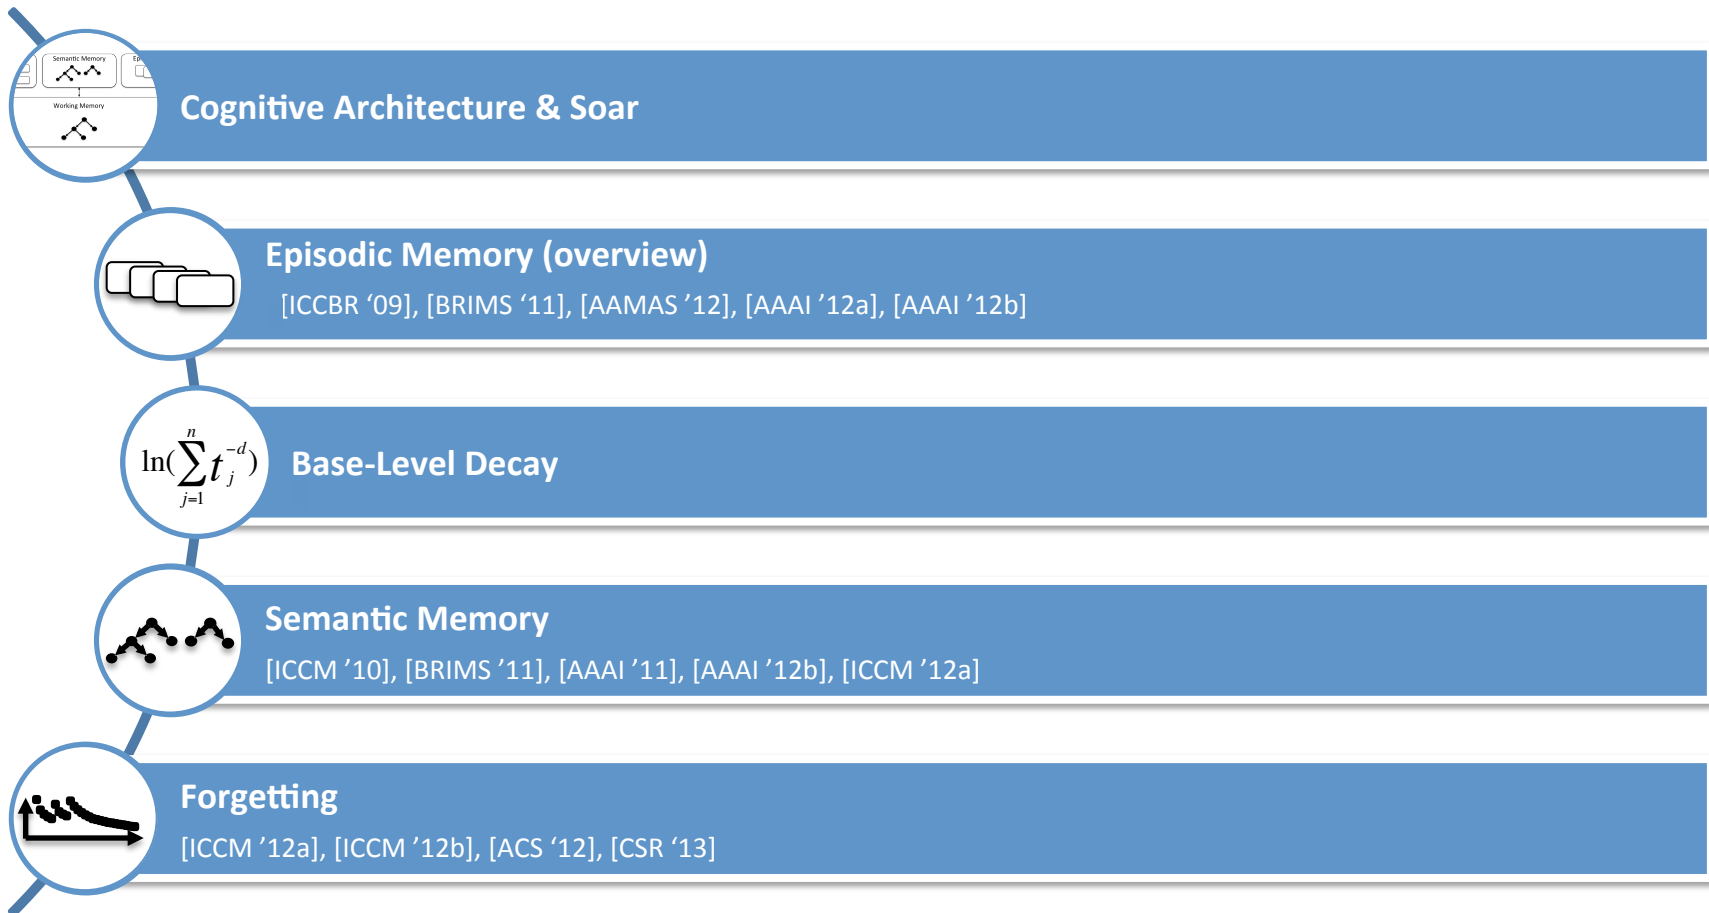 Semantic Memory
Ep
Working Memory
Cognitive Architecture & Soar
Episodic Memory (overview)
[ICCBR ‘09], [BRIMS ‘11], [AAMAS ’12], [AAAI ’12a], [AAAI ’12b]
ln(∑_{j=1}^{n} t_j^{-d})
Base-Level Decay
Semantic Memory
[ICCM ’10], [BRIMS ’11], [AAAI ’11], [AAAI ’12b], [ICCM ’12a]
Forgetting
[ICCM ’12a], [ICCM ’12b], [ACS ‘12], [CSR ‘13]